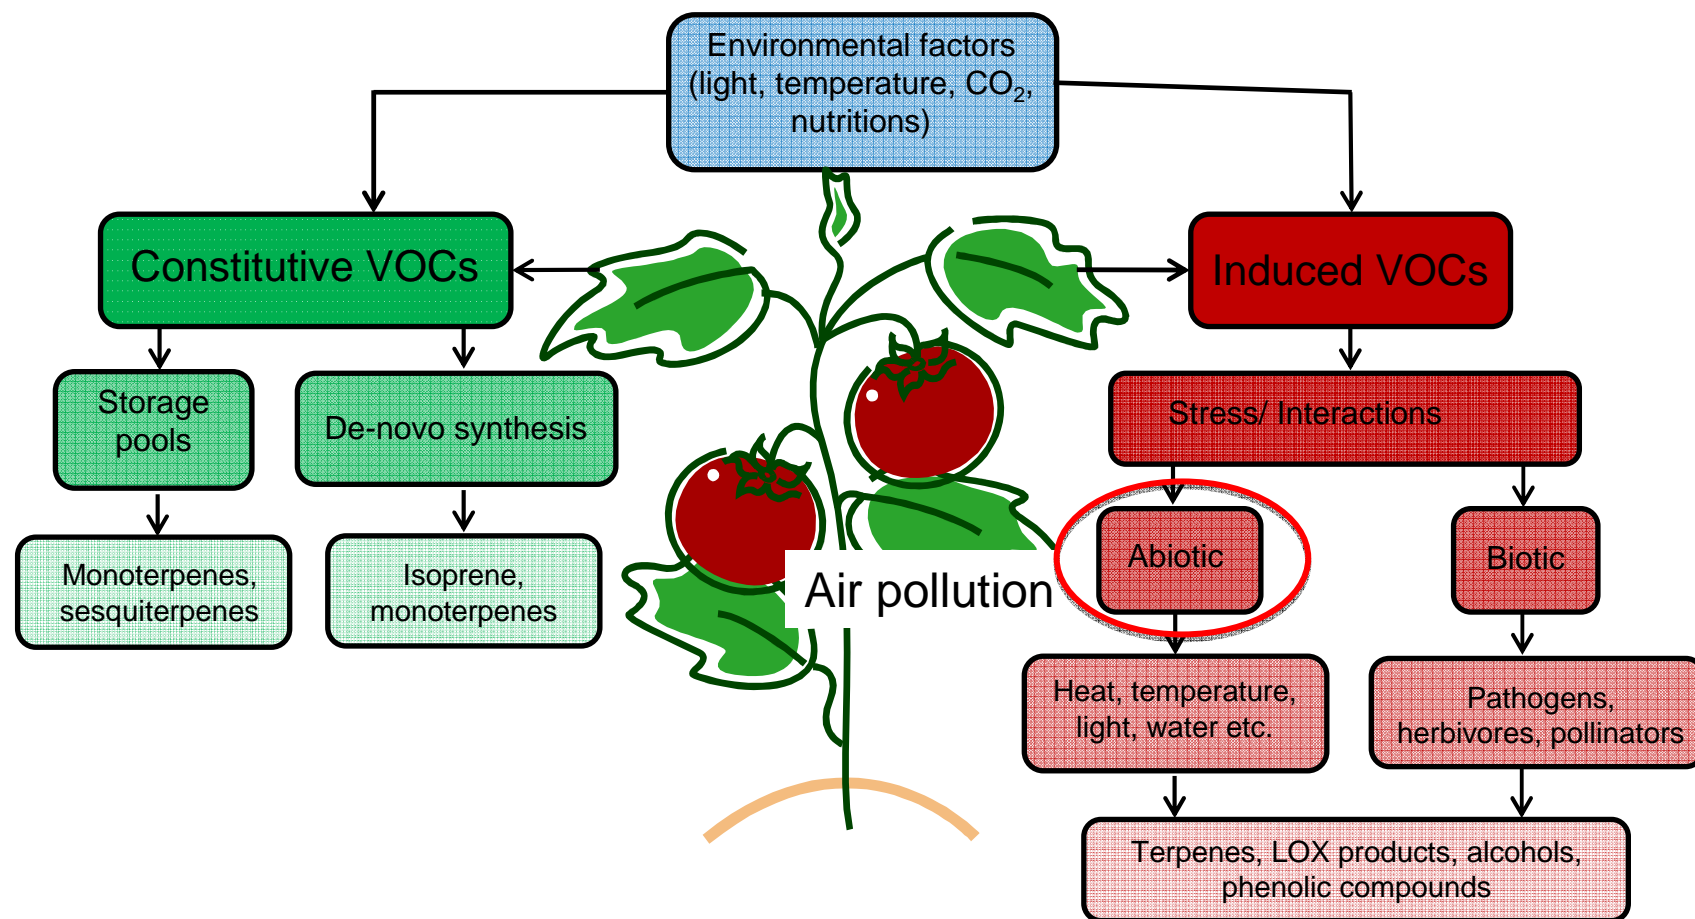 Environmental factors
(light, temperature, CO₂,
nutritions)
Constitutive VOCs
Induced VOCs
Storage
pools
De-novo synthesis
Stress/ Interactions
Monoterpenes,
sesquiterpenes
Isoprene,
monoterpenes
Air pollution
Abiotic
Biotic
Heat, temperature,
light, water etc.
Pathogens,
herbivores, pollinators
Terpenes, LOX products, alcohols,
phenolic compounds